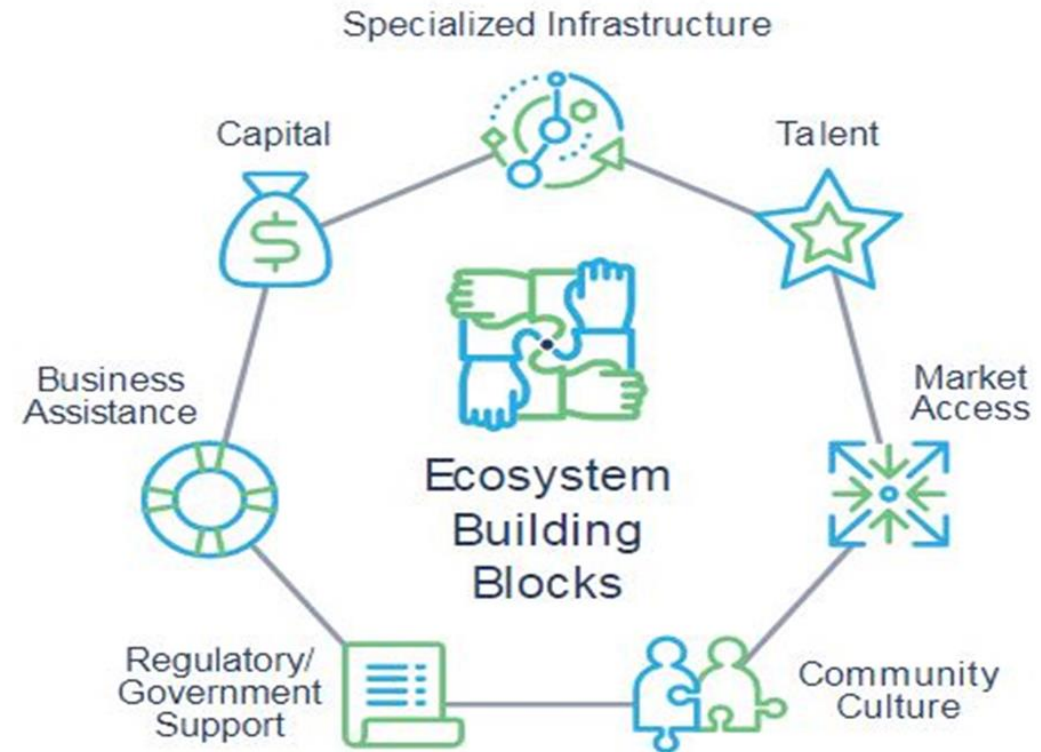 Specialized Infrastructure
Capital
Talent
$
Business
Assistance
Market
Access
Ecosystem
Building
Blocks
Regulatory/
Government
Support
Community
Culture